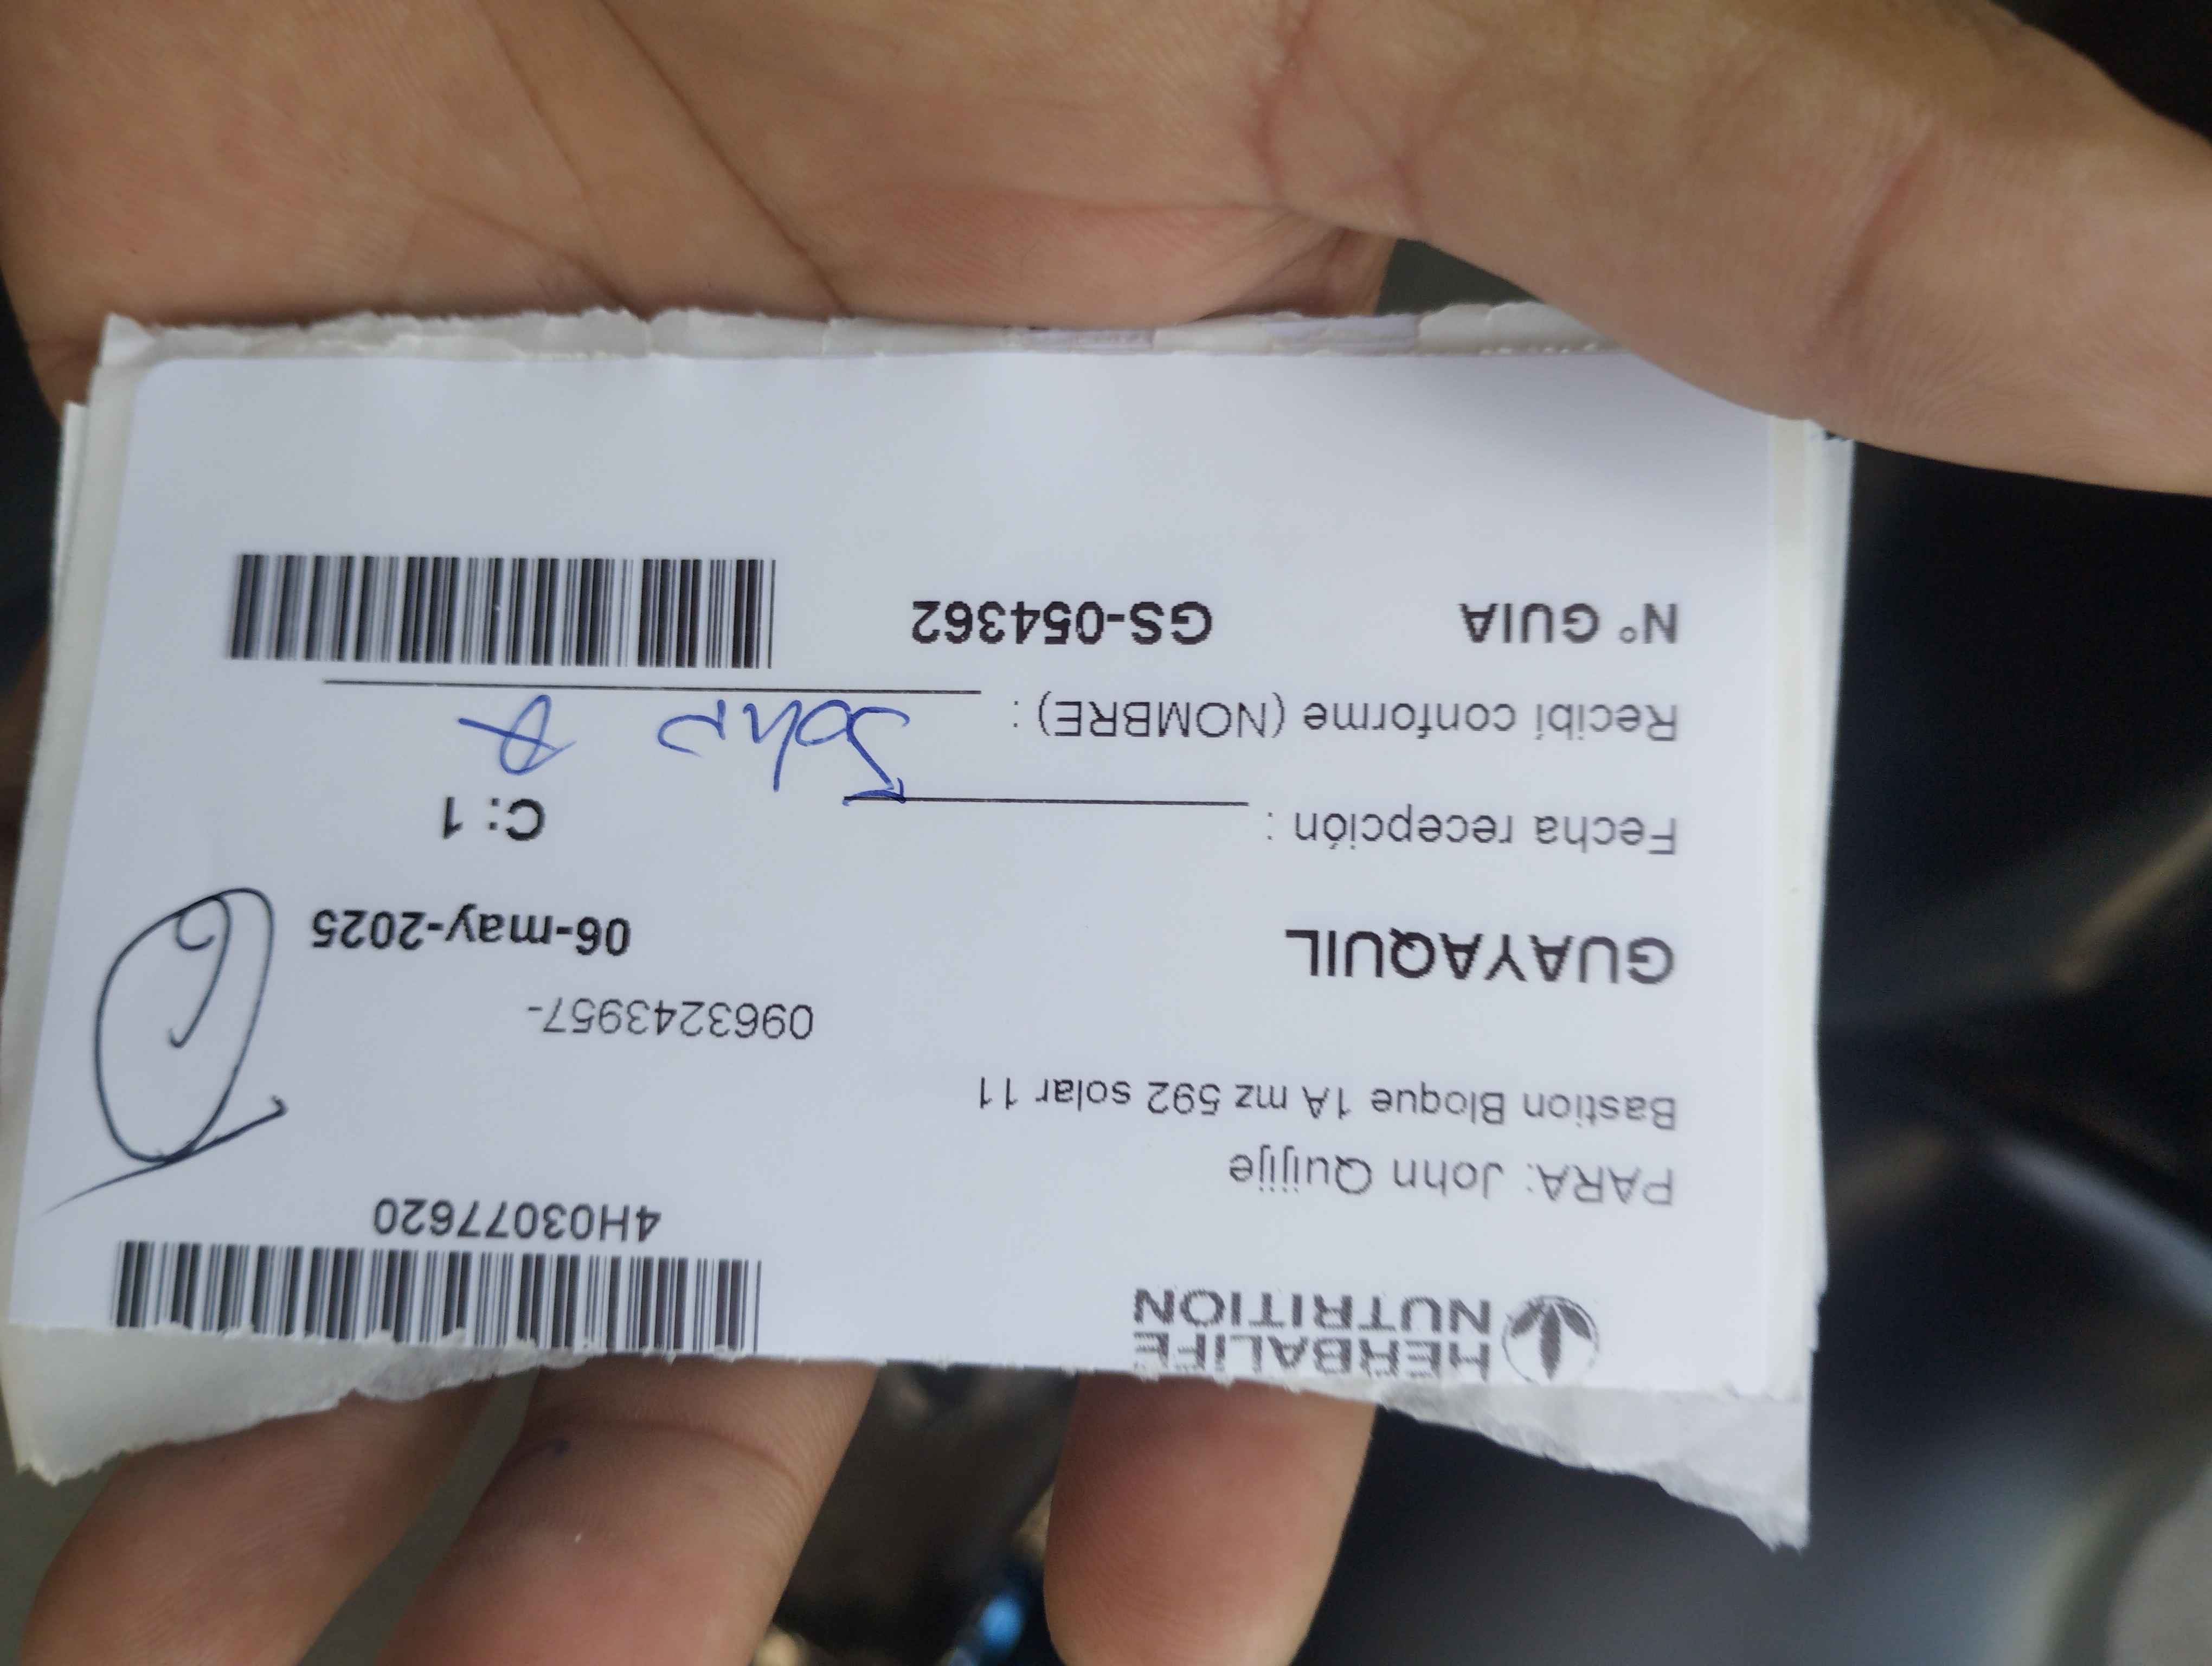 HERBALIFE
NUTRITION
4H03077620
PARA: John Quijije
Bastion Bloque 1A mz 592 solar 11
0963243957-
GUAYAQUIL
06-may-2025
Fecha recepción :
C: 1
Recibí conforme (NOMBRE) : John
N° GUIA GS-054362